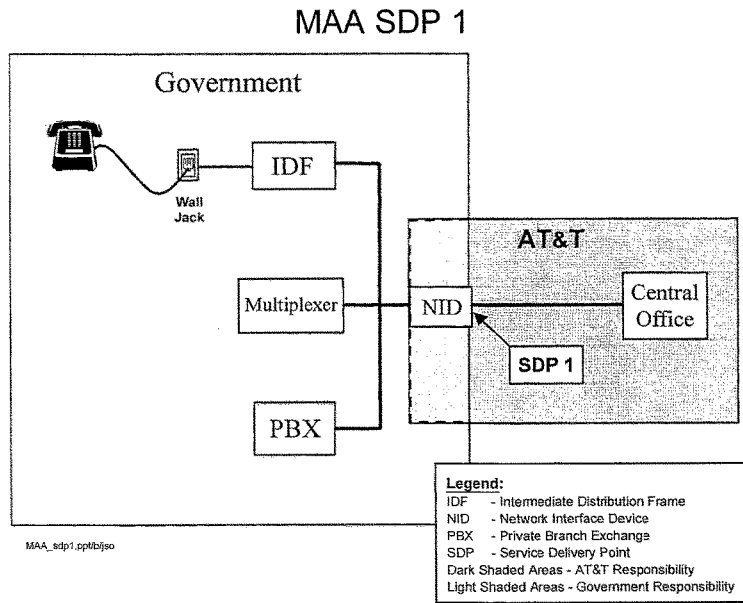 MAA SDP 1
Government
IDF
Wall
Jack
AT&T
Multiplexer
NID
Central
Office
SDP 1
PBX
Legend:
IDF - Intermediate Distribution Frame
NID - Network Interface Device
PBX - Private Branch Exchange
SDP - Service Delivery Point
Dark Shaded Areas - AT&T Responsibility
Light Shaded Areas - Government Responsibility
MAA_sdp1.ppt/b/jso